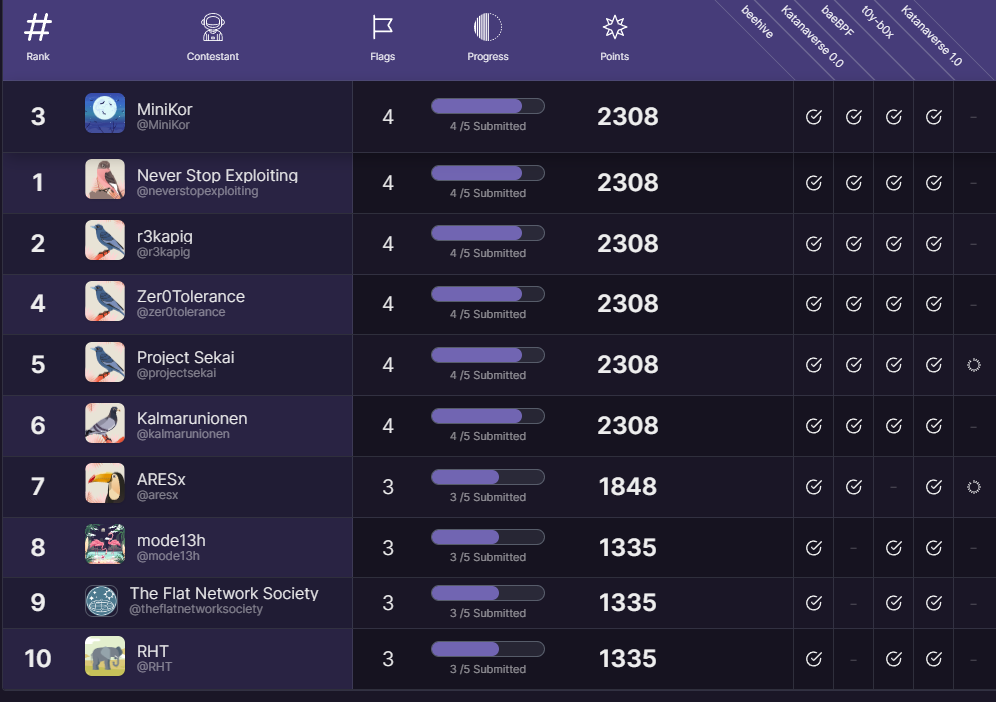 #
Rank
Contestant
Flags
Progress
Points
beehive
Katanaverse 0.0
baeBPF
t0y-b0x
Katanaverse 1.0
3
MiniKor
@MiniKor
4
4 /5 Submitted
2308
-
1
Never Stop Exploiting
@neverstopexploiting
4
4 /5 Submitted
2308
-
2
r3kapig
@r3kapig
4
4 /5 Submitted
2308
-
4
Zer0Tolerance
@zer0tolerance
4
4 /5 Submitted
2308
-
5
Project Sekai
@projectsekai
4
4 /5 Submitted
2308
6
Kalmarunionen
@kalmarunionen
4
4 /5 Submitted
2308
-
7
ARESx
@aresx
3
3 /5 Submitted
1848
-
8
mode13h
@mode13h
3
3 /5 Submitted
1335
-
-
9
The Flat Network Society
@theflatnetworksociety
3
3 /5 Submitted
1335
-
-
10
RHT
@RHT
3
3 /5 Submitted
1335
-
-